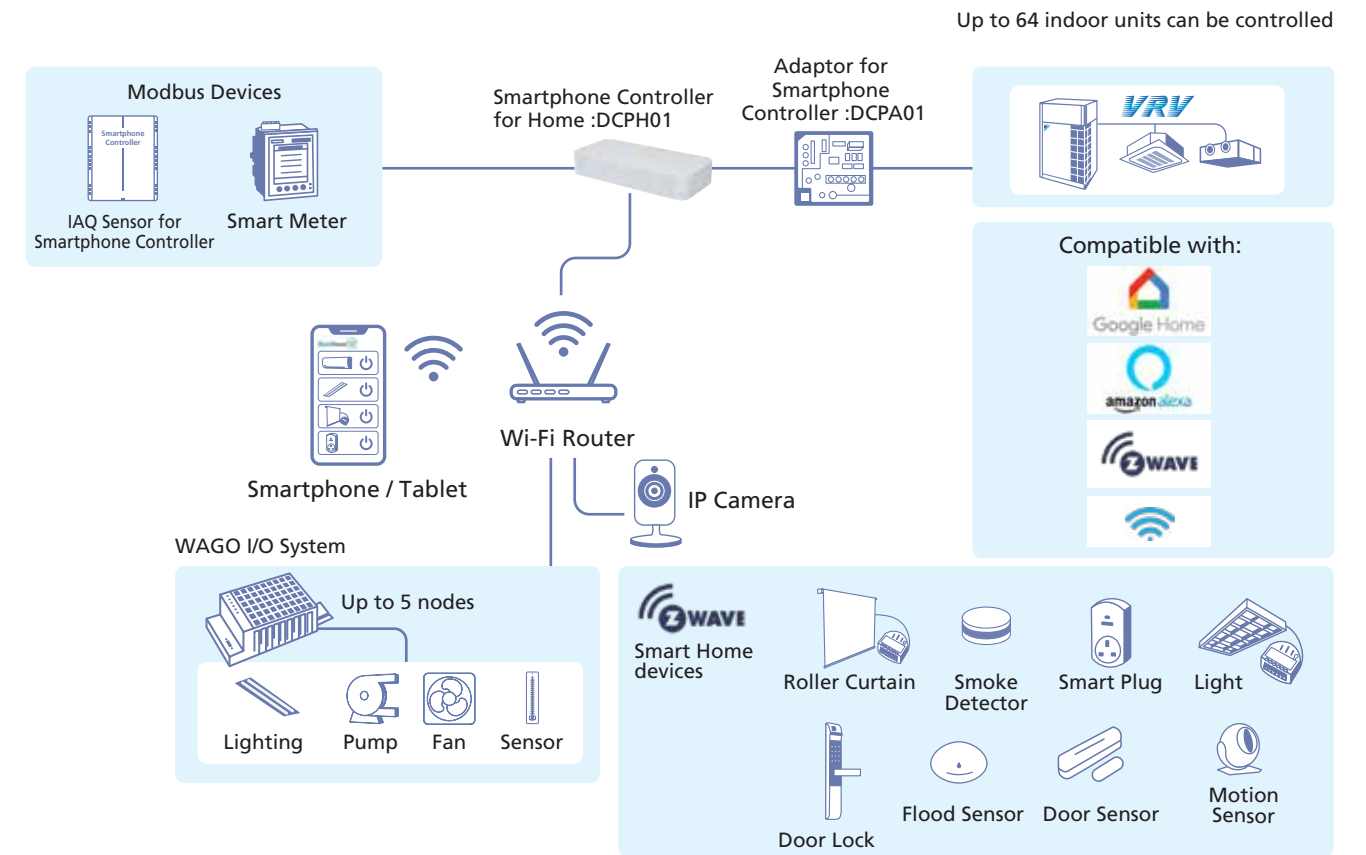 Up to 64 indoor units can be controlled
Modbus Devices
Smartphone
Controller
IAQ Sensor for
Smartphone Controller
Smart Meter
Smartphone Controller
for Home :DCPH01
Adaptor for
Smartphone
Controller :DCPA01
VRV
Compatible with:
Google Home
amazon alexa
Z WAVE
Smartphone / Tablet
Wi-Fi Router
IP Camera
WAGO I/O System
Up to 5 nodes
Lighting
Pump
Fan
Sensor
Z WAVE
Smart Home
devices
Roller Curtain
Smoke
Detector
Smart Plug
Light
Door Lock
Flood Sensor
Door Sensor
Motion
Sensor